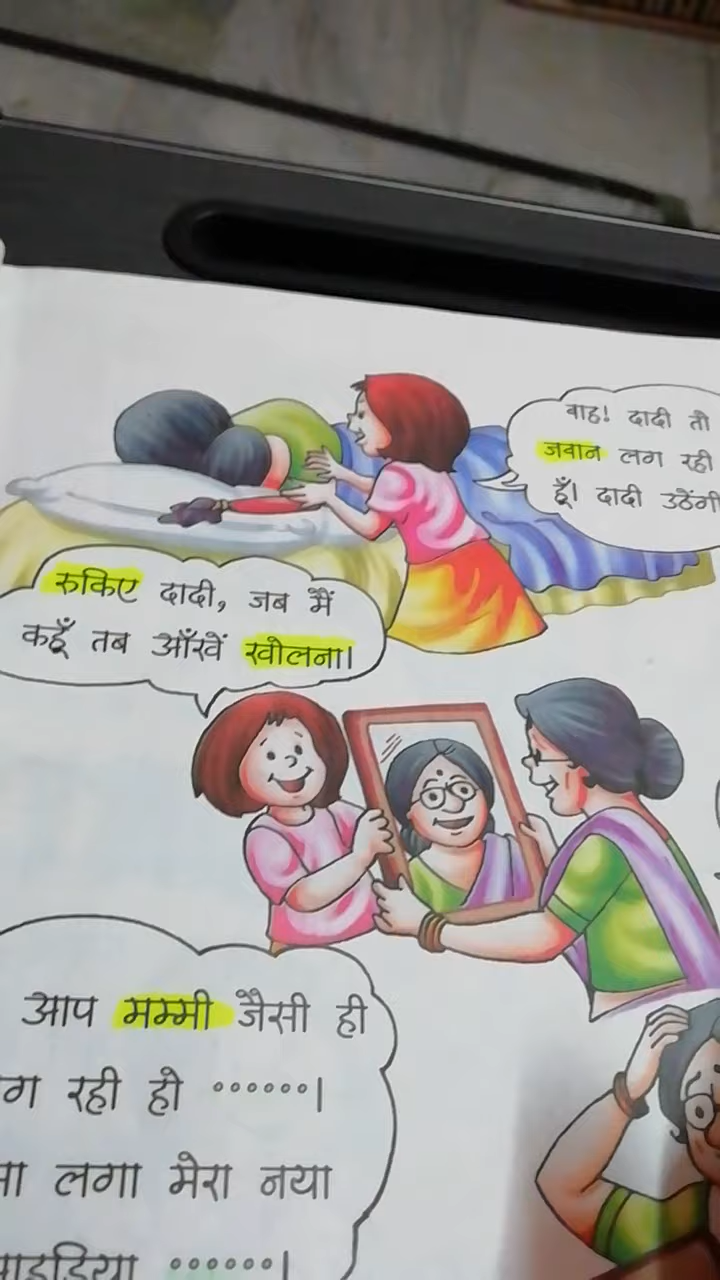 वाह! दादी तो
जवान लग रही
हूँ। दादी उठेंगी
रुकिए दादी, जब मैं
कहूँ तब आँखें खोलना।
आप मम्मी जैसी ही
रही हो ......।
लगा मेरा नया